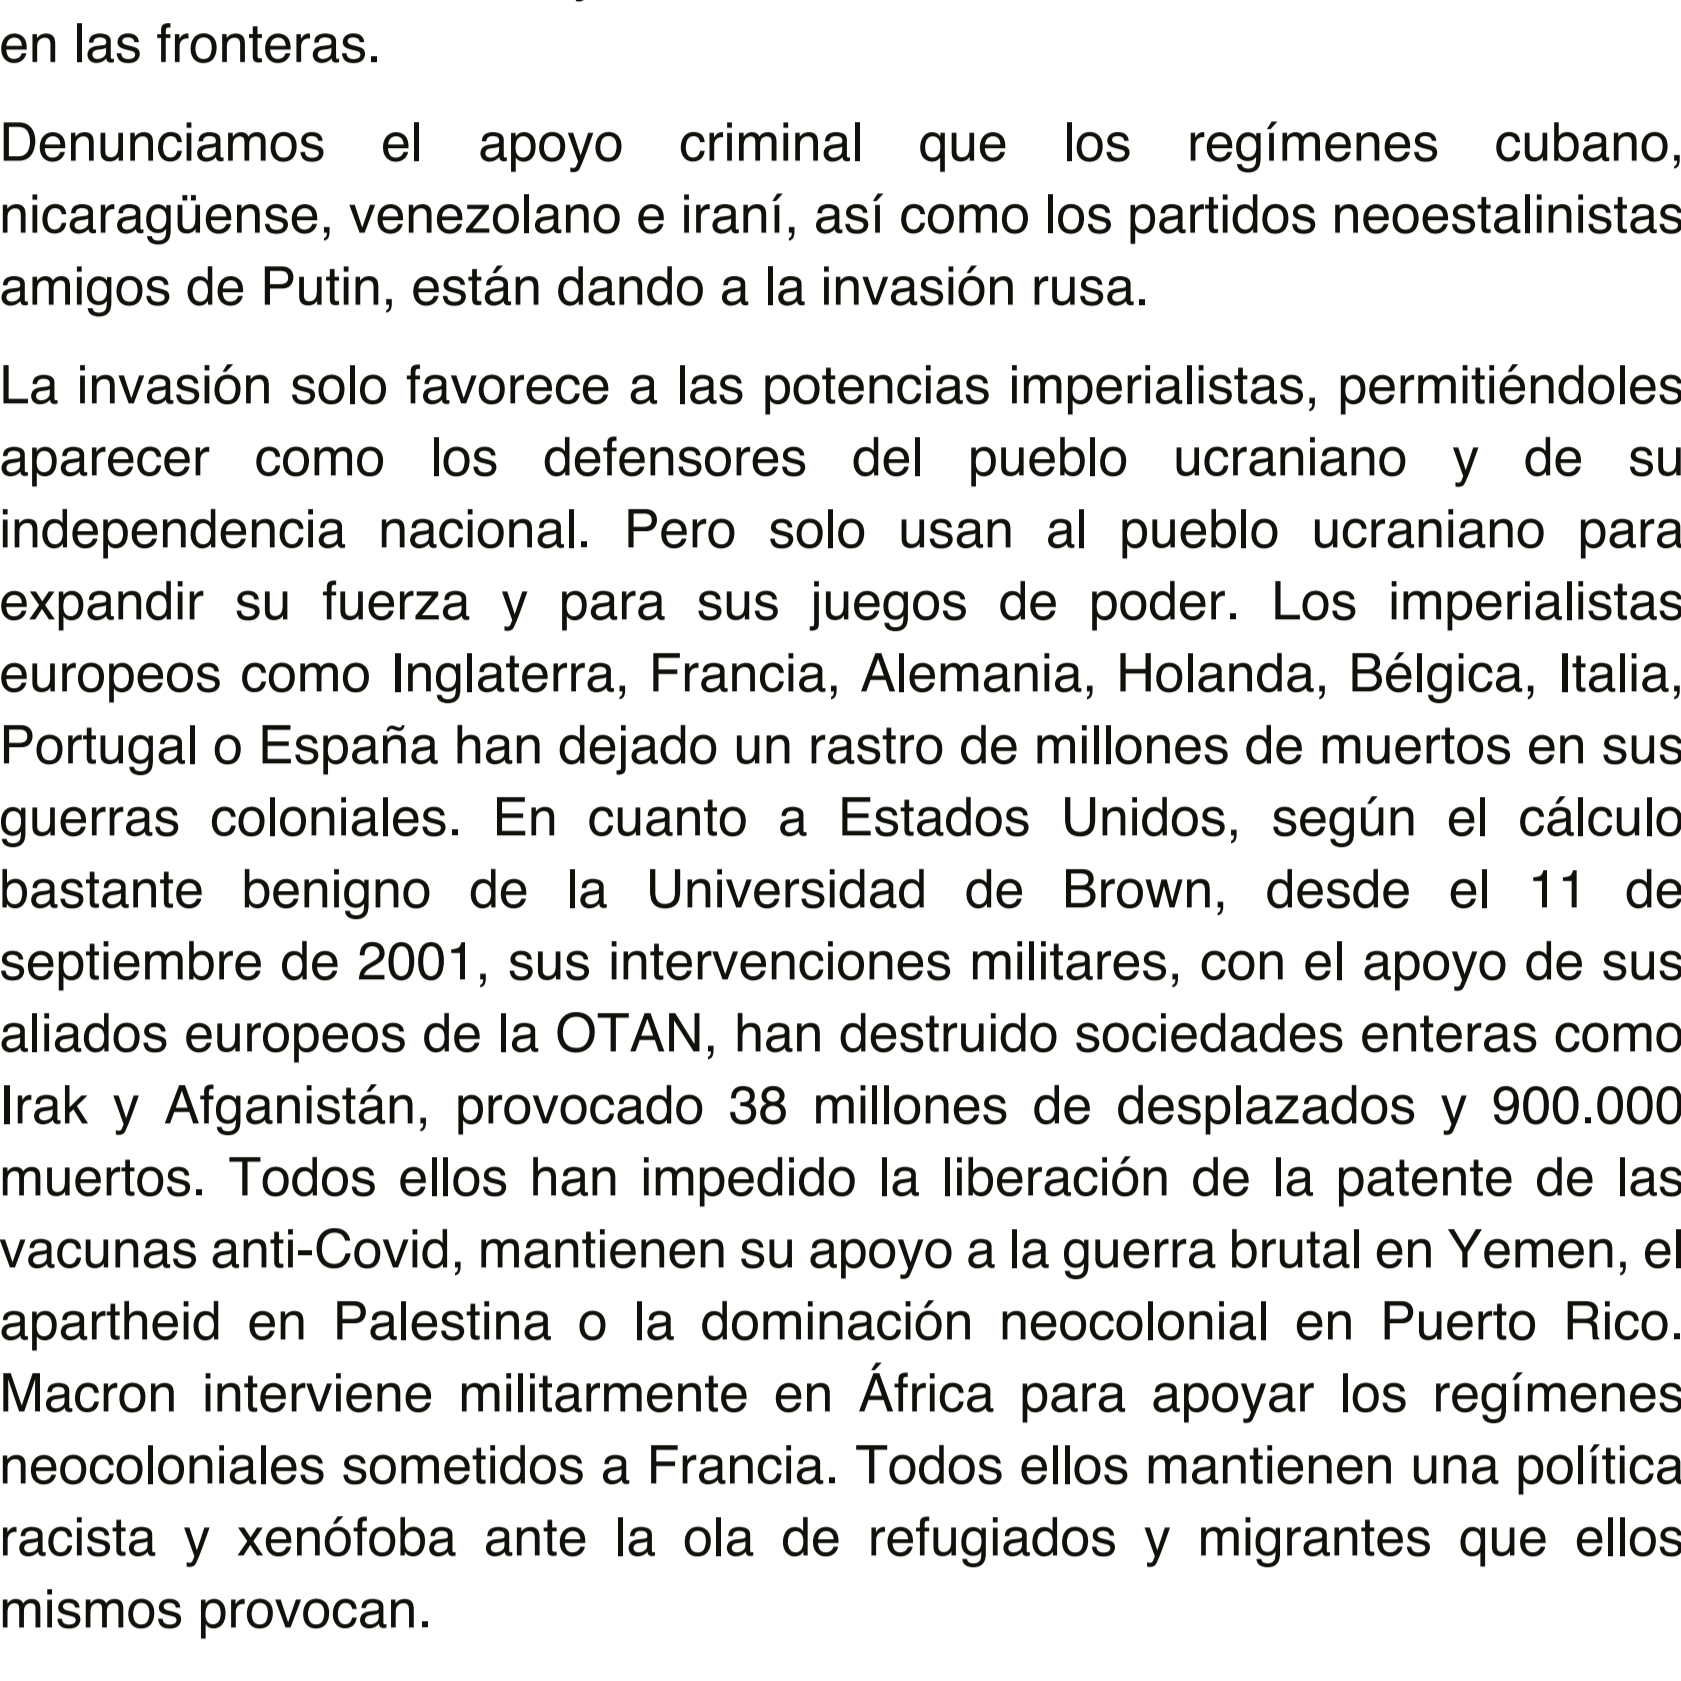 en las fronteras.
Denunciamos el apoyo criminal que los regímenes cubano,
nicaragüense, venezolano e iraní, así como los partidos neoestalinistas
amigos de Putin, están dando a la invasión rusa.
La invasión solo favorece a las potencias imperialistas, permitiéndoles
aparecer como los defensores del pueblo ucraniano y de su
independencia nacional. Pero solo usan al pueblo ucraniano para
expandir su fuerza y para sus juegos de poder. Los imperialistas
europeos como Inglaterra, Francia, Alemania, Holanda, Bélgica, Italia,
Portugal o España han dejado un rastro de millones de muertos en sus
guerras coloniales. En cuanto a Estados Unidos, según el cálculo
bastante benigno de la Universidad de Brown, desde el 11 de
septiembre de 2001, sus intervenciones militares, con el apoyo de sus
aliados europeos de la OTAN, han destruido sociedades enteras como
Irak y Afganistán, provocado 38 millones de desplazados y 900.000
muertos. Todos ellos han impedido la liberación de la patente de las
vacunas anti-Covid, mantienen su apoyo a la guerra brutal en Yemen, el
apartheid en Palestina o la dominación neocolonial en Puerto Rico.
Macron interviene militarmente en África para apoyar los regímenes
neocoloniales sometidos a Francia. Todos ellos mantienen una política
racista y xenófoba ante la ola de refugiados y migrantes que ellos
mismos provocan.